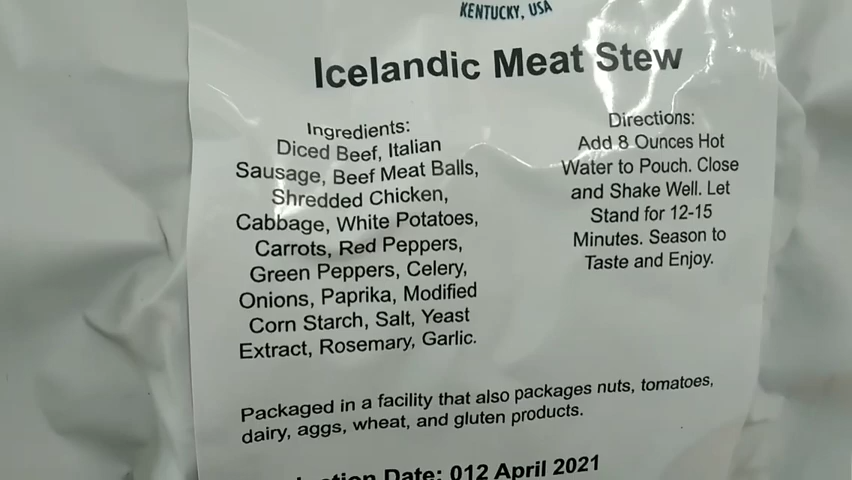 KENTUCKY, USA
Icelandic Meat Stew
Ingredients:
Diced Beef, Italian
Sausage, Beef Meat Balls,
Shredded Chicken,
Cabbage, White Potatoes,
Carrots, Red Peppers,
Green Peppers, Celery,
Onions, Paprika, Modified
Corn Starch, Salt, Yeast
Extract, Rosemary, Garlic.
Directions:
Add 8 Ounces Hot
Water to Pouch. Close
and Shake Well. Let
Stand for 12-15
Minutes. Season to
Taste and Enjoy.
Packaged in a facility that also packages nuts, tomatoes,
dairy, aggs, wheat, and gluten products.
Date: 012 April 2021